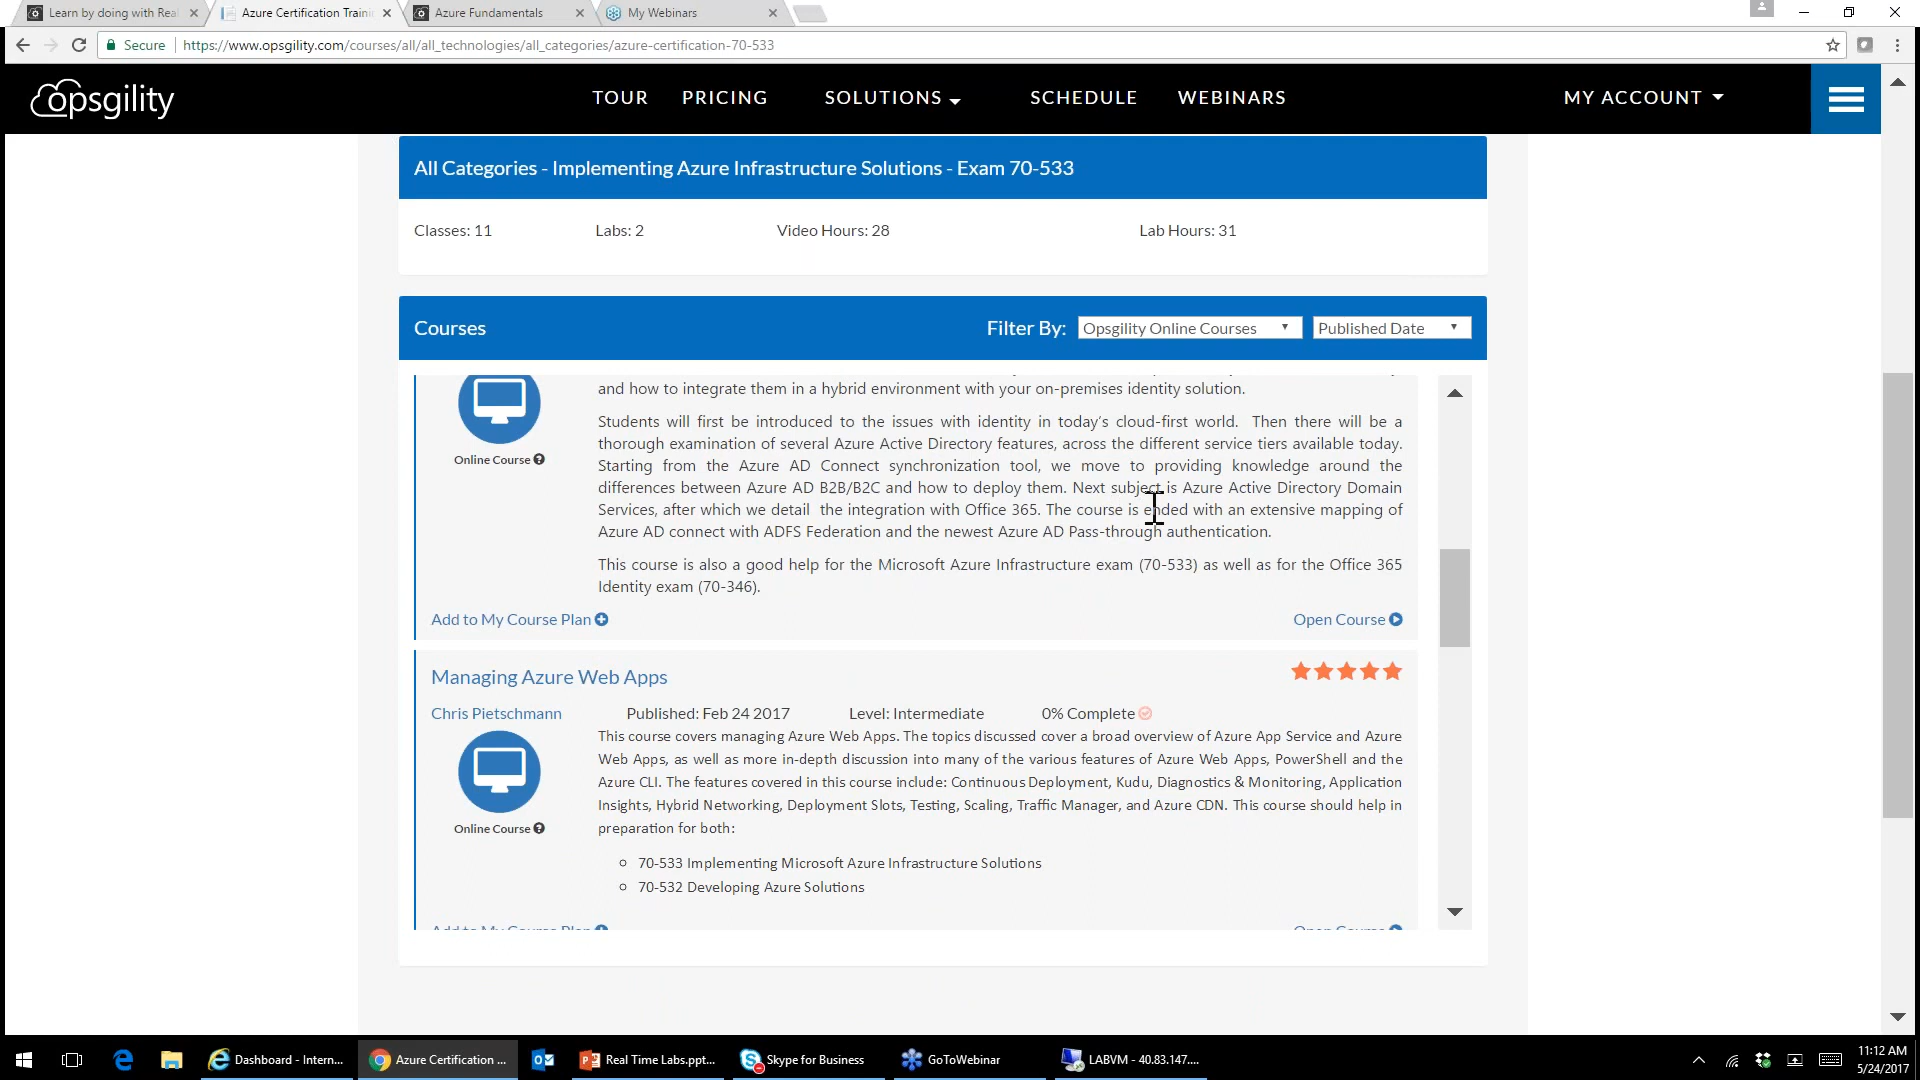 Learn by doing with Real
Azure Certification Trainin
Azure Fundamentals
My Webinars
Secure
https://www.opsgility.com/courses/all/all_technologies/all_categories/azure-certification-70-533
opsgility
TOUR
PRICING
SOLUTIONS
SCHEDULE
WEBINARS
MY ACCOUNT
All Categories - Implementing Azure Infrastructure Solutions - Exam 70-533
Classes: 11
Labs: 2
Video Hours: 28
Lab Hours: 31
Courses
Filter By:
Opsgility Online Courses
Published Date
and how to integrate them in a hybrid environment with your on-premises identity solution.
Students will first be introduced to the issues with identity in today's cloud-first world. Then there will be a
thorough examination of several Azure Active Directory features, across the different service tiers available today.
Starting from the Azure AD Connect synchronization tool, we move to providing knowledge around the
differences between Azure AD B2B/B2C and how to deploy them. Next subject is Azure Active Directory Domain
Services, after which we detail the integration with Office 365. The course is ended with an extensive mapping of
Azure AD connect with ADFS Federation and the newest Azure AD Pass-through authentication.
Online Course
This course is also a good help for the Microsoft Azure Infrastructure exam (70-533) as well as for the Office 365
Identity exam (70-346).
Add to My Course Plan
Open Course
Managing Azure Web Apps
Chris Pietschmann
Published: Feb 24 2017
Level: Intermediate
0% Complete
This course covers managing Azure Web Apps. The topics discussed cover a broad overview of Azure App Service and Azure
Web Apps, as well as more in-depth discussion into many of the various features of Azure Web Apps, PowerShell and the
Azure CLI. The features covered in this course include: Continuous Deployment, Kudu, Diagnostics & Monitoring, Application
Insights, Hybrid Networking, Deployment Slots, Testing, Scaling, Traffic Manager, and Azure CDN. This course should help in
preparation for both:
Online Course
70-533 Implementing Microsoft Azure Infrastructure Solutions
70-532 Developing Azure Solutions
Add to My Course Plan
Open Course
Dashboard - Intern...
Azure Certification ...
Real Time Labs.ppt...
Skype for Business
GoToWebinar
LABVM - 40.83.147....
11:12 AM
5/24/2017